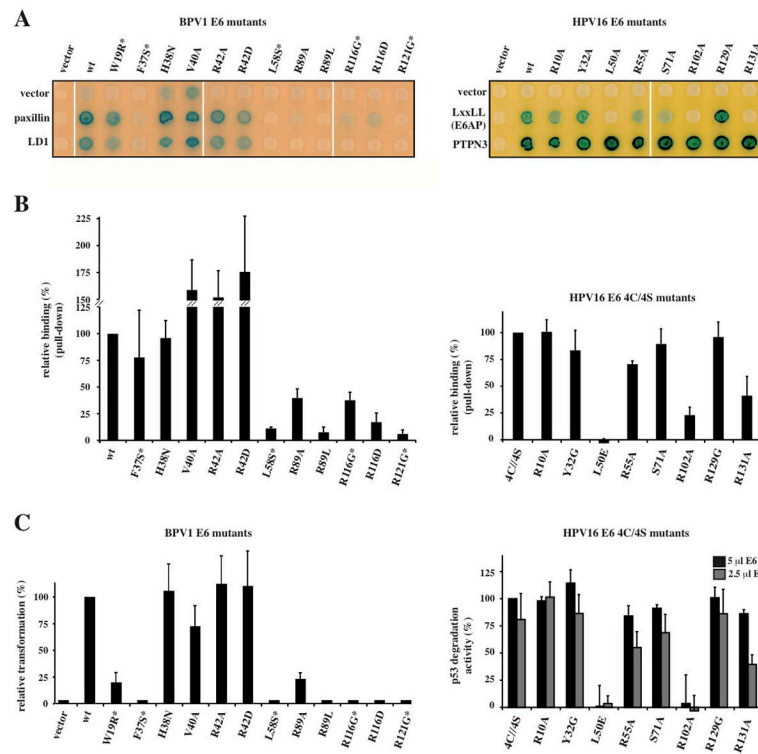 A
BPV1 E6 mutants
HPV16 E6 mutants
vector
wt
W19R*
F37S*
H38N
V40A
R42A
R42D
L58S*
R89A
R89L
R116G*
R116D
R121G*
vector
wt
R10A
Y32A
L50A
R55A
S71A
R102A
R129A
R131A
vector
paxillin
LD1
vector
LxxLL
(E6AP)
PTPN3
B
225
200
175
150
100
75
50
25
0
relative binding (%)
(pull-down)
wt
F37S*
H38N
V40A
R42A
R42D
L58S*
R89A
R89L
R116G*
R116D
R121G*
HPV16 E6 4C/4S mutants
100
75
50
25
0
relative binding (%)
(pull-down)
4C//4S
R10A
Y32G
L50E
R55A
S71A
R102A
R129G
R131A
C
BPV1 E6 mutants
125
100
75
50
25
0
relative transformation (%)
vector
wt
W19R*
F37S*
H38N
V40A
R42A
R42D
L58S*
R89A
R89L
R116G*
R116D
R121G*
HPV16 E6 4C/4S mutants
5 µl E6
2.5 µl E
125
100
75
50
25
0
p53 degradation
activity (%)
4C//4S
R10A
Y32G
L50E
R55A
S71A
R102A
R129G
R131A